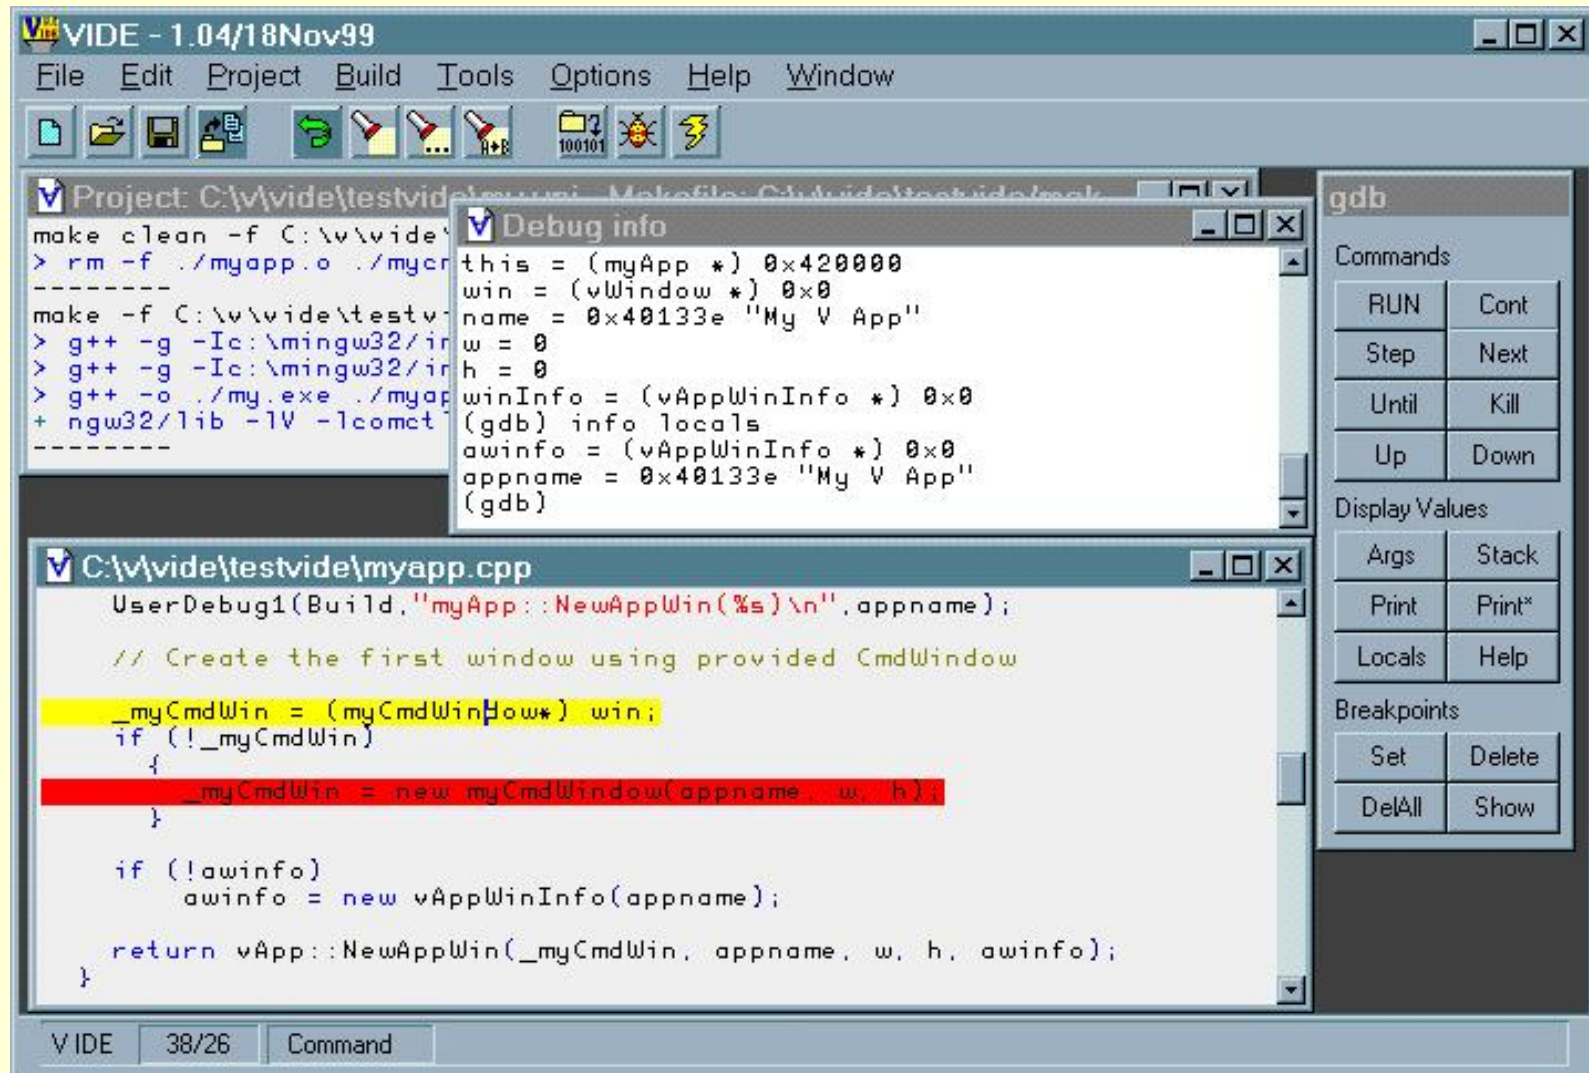 VIDE - 1.04/18Nov99
File Edit Project Build Tools Options Help Window
100101
A+B
Project: C:\v\vide\testvide\
make clean -f C:\v\vide\
> rm -f ./myapp.o ./mycm
--------
make -f C:\v\vide\testvi
> g++ -g -Ic:\mingw32/in
> g++ -g -Ic:\mingw32/in
> g++ -o ./my.exe ./myap
+ ngw32/lib -lV -lcomct
--------
Debug info
this = (myApp *) 0x420000
win = (vWindow *) 0x0
name = 0x40133e "My V App"
w = 0
h = 0
winInfo = (vAppWinInfo *) 0x0
(gdb) info locals
awinfo = (vAppWinInfo *) 0x0
appname = 0x40133e "My V App"
(gdb)
C:\v\vide\testvide\myapp.cpp
UserDebug1(Build,"myApp::NewAppWin(%s)\n",appname);
// Create the first window using provided CmdWindow
_myCmdWin = (myCmdWindow*) win;
if (!_myCmdWin)
{
_myCmdWin = new myCmdWindow(appname, w, h);
}
if (!awinfo)
awinfo = new vAppWinInfo(appname);
return vApp::NewAppWin(_myCmdWin, appname, w, h, awinfo);
}
gdb
Commands
RUN Cont
Step Next
Until Kill
Up Down
Display Values
Args Stack
Print Print*
Locals Help
Breakpoints
Set Delete
DelAll Show
V IDE 38/26 Command